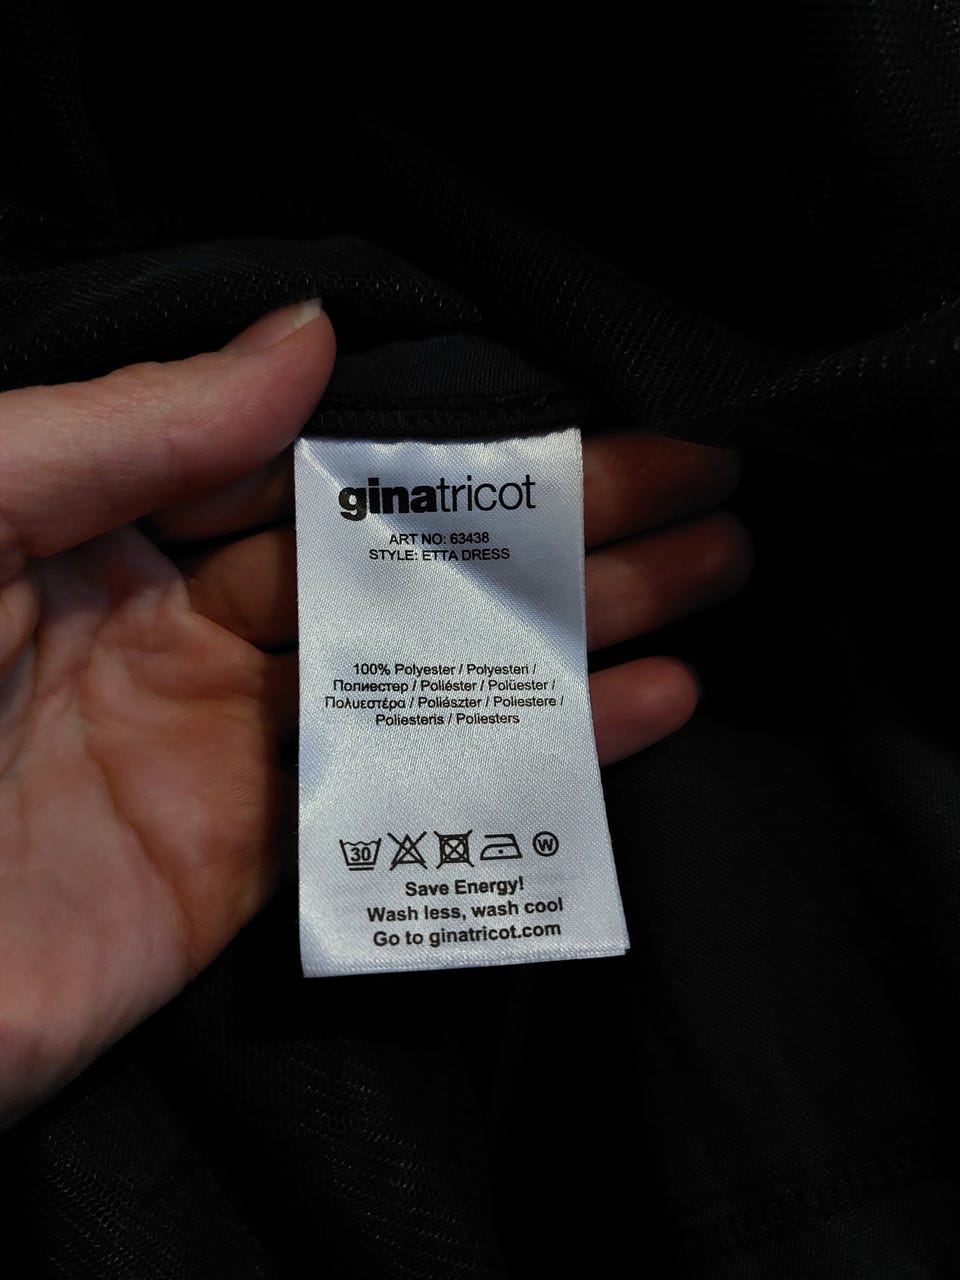 ginatricot
ART NO: 63438
STYLE: ETTA DRESS
100% Polyester / Polyesteri /
Полиестер / Poliéster / Polüester /
Πολυεστέρα / Poliészter / Poliestere /
Poliesteris / Poliesters
30 W
Save Energy!
Wash less, wash cool
Go to ginatricot.com